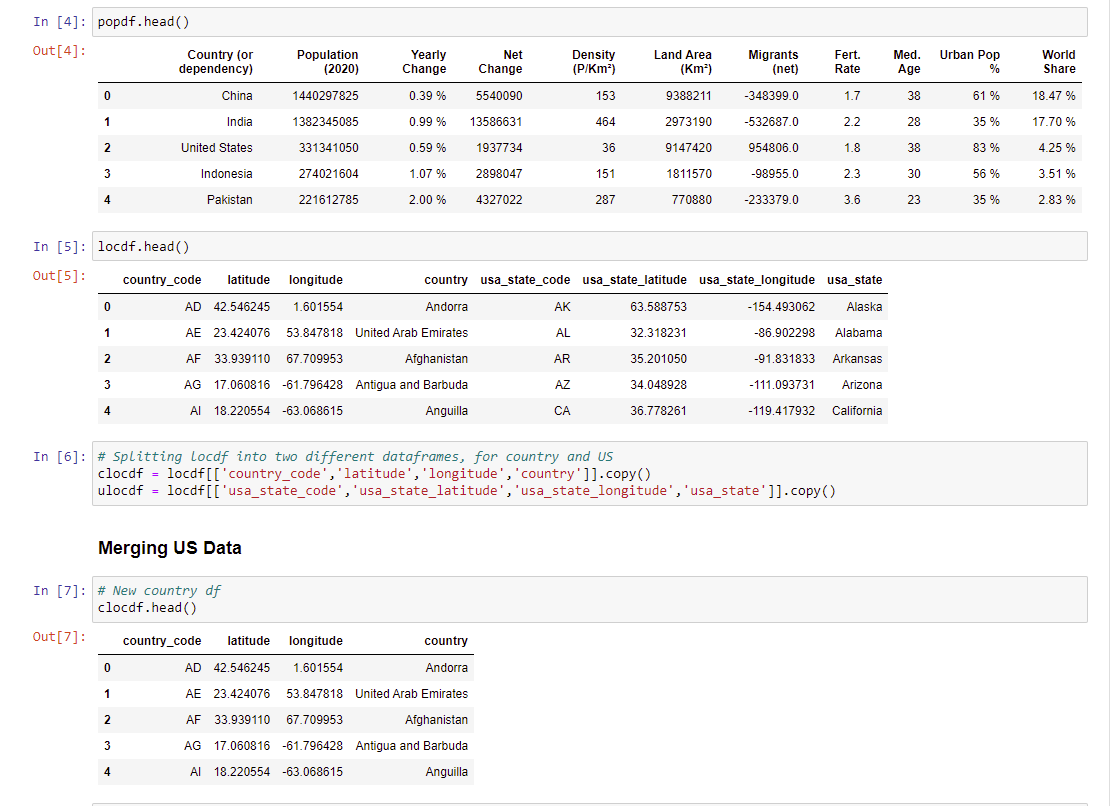 In [4]: popdf.head()
Out[4]:
Country (or dependency) Population (2020) Yearly Change Net Change Density (P/Km²) Land Area (Km²) Migrants (net) Fert. Rate Med. Age Urban Pop % World Share
0 China 1440297825 0.39 % 5540090 153 9388211 -348399.0 1.7 38 61 % 18.47 %
1 India 1382345085 0.99 % 13586631 464 2973190 -532687.0 2.2 28 35 % 17.70 %
2 United States 331341050 0.59 % 1937734 36 9147420 954806.0 1.8 38 83 % 4.25 %
3 Indonesia 274021604 1.07 % 2898047 151 1811570 -98955.0 2.3 30 56 % 3.51 %
4 Pakistan 221612785 2.00 % 4327022 287 770880 -233379.0 3.6 23 35 % 2.83 %
In [5]: locdf.head()
Out[5]:
country_code latitude longitude country usa_state_code usa_state_latitude usa_state_longitude usa_state
0 AD 42.546245 1.601554 Andorra AK 63.588753 -154.493062 Alaska
1 AE 23.424076 53.847818 United Arab Emirates AL 32.318231 -86.902298 Alabama
2 AF 33.939110 67.709953 Afghanistan AR 35.201050 -91.831833 Arkansas
3 AG 17.060816 -61.796428 Antigua and Barbuda AZ 34.048928 -111.093731 Arizona
4 AI 18.220554 -63.068615 Anguilla CA 36.778261 -119.417932 California
In [6]: # Splitting locdf into two different dataframes, for country and US
clocdf = locdf[['country_code','latitude','longitude','country']].copy()
ulocdf = locdf[['usa_state_code','usa_state_latitude','usa_state_longitude','usa_state']].copy()
Merging US Data
In [7]: # New country df
clocdf.head()
Out[7]:
country_code latitude longitude country
0 AD 42.546245 1.601554 Andorra
1 AE 23.424076 53.847818 United Arab Emirates
2 AF 33.939110 67.709953 Afghanistan
3 AG 17.060816 -61.796428 Antigua and Barbuda
4 AI 18.220554 -63.068615 Anguilla